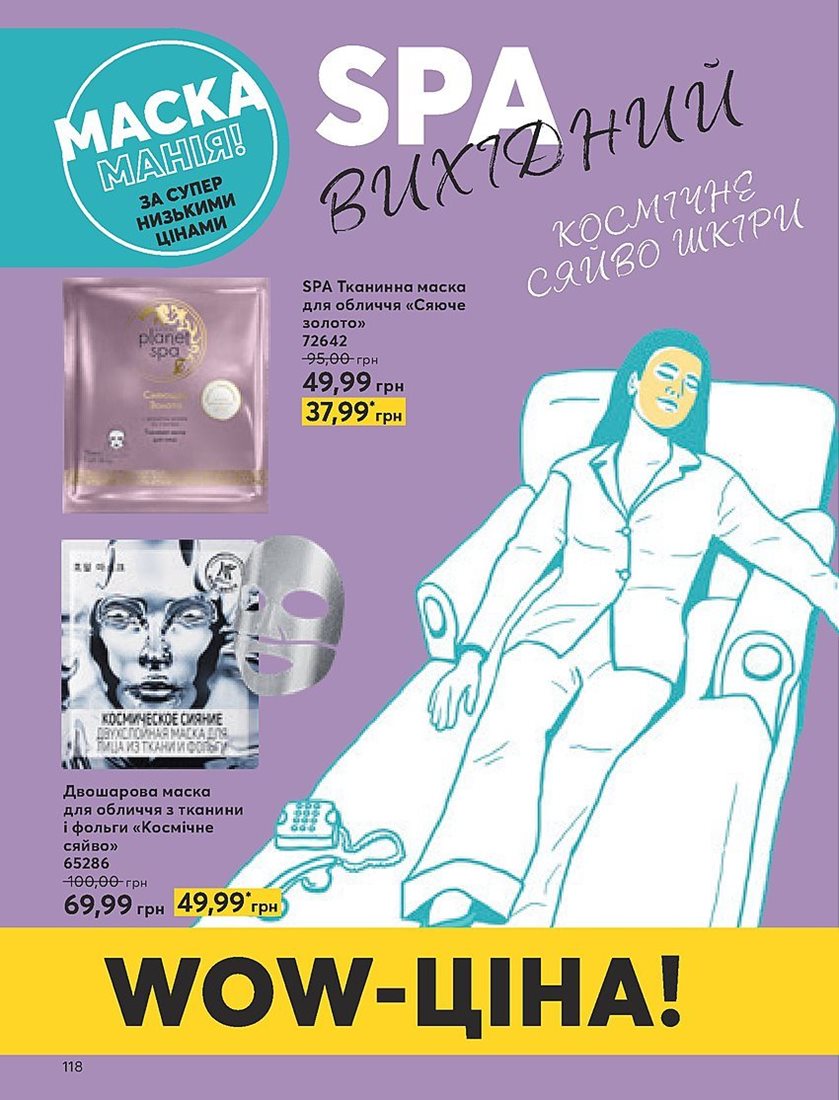 МАСКА
МАНІЯ!
ЗА СУПЕР
НИЗЬКИМИ
ЦІНАМИ
SPA
ВИХІДНИЙ
КОСМІЧНЕ
СЯЙВО ШКІРИ
planet
spa
Сияющее
Золото
SPA Тканинна маска
для обличчя «Сяюче
золото»
72642
95,00 грн
49,99 грн
37,99* грн
КОСМИЧЕСКОЕ СИЯНИЕ
ДВУХСЛОЙНАЯ МАСКА ДЛЯ
ЛИЦА ИЗ ТКАНИ И ФОЛЬГИ
Двошарова маска
для обличчя з тканини
і фольги «Космічне
сяйво»
65286
100,00 грн
69,99 грн 49,99* грн
WOW-ЦІНА!
118